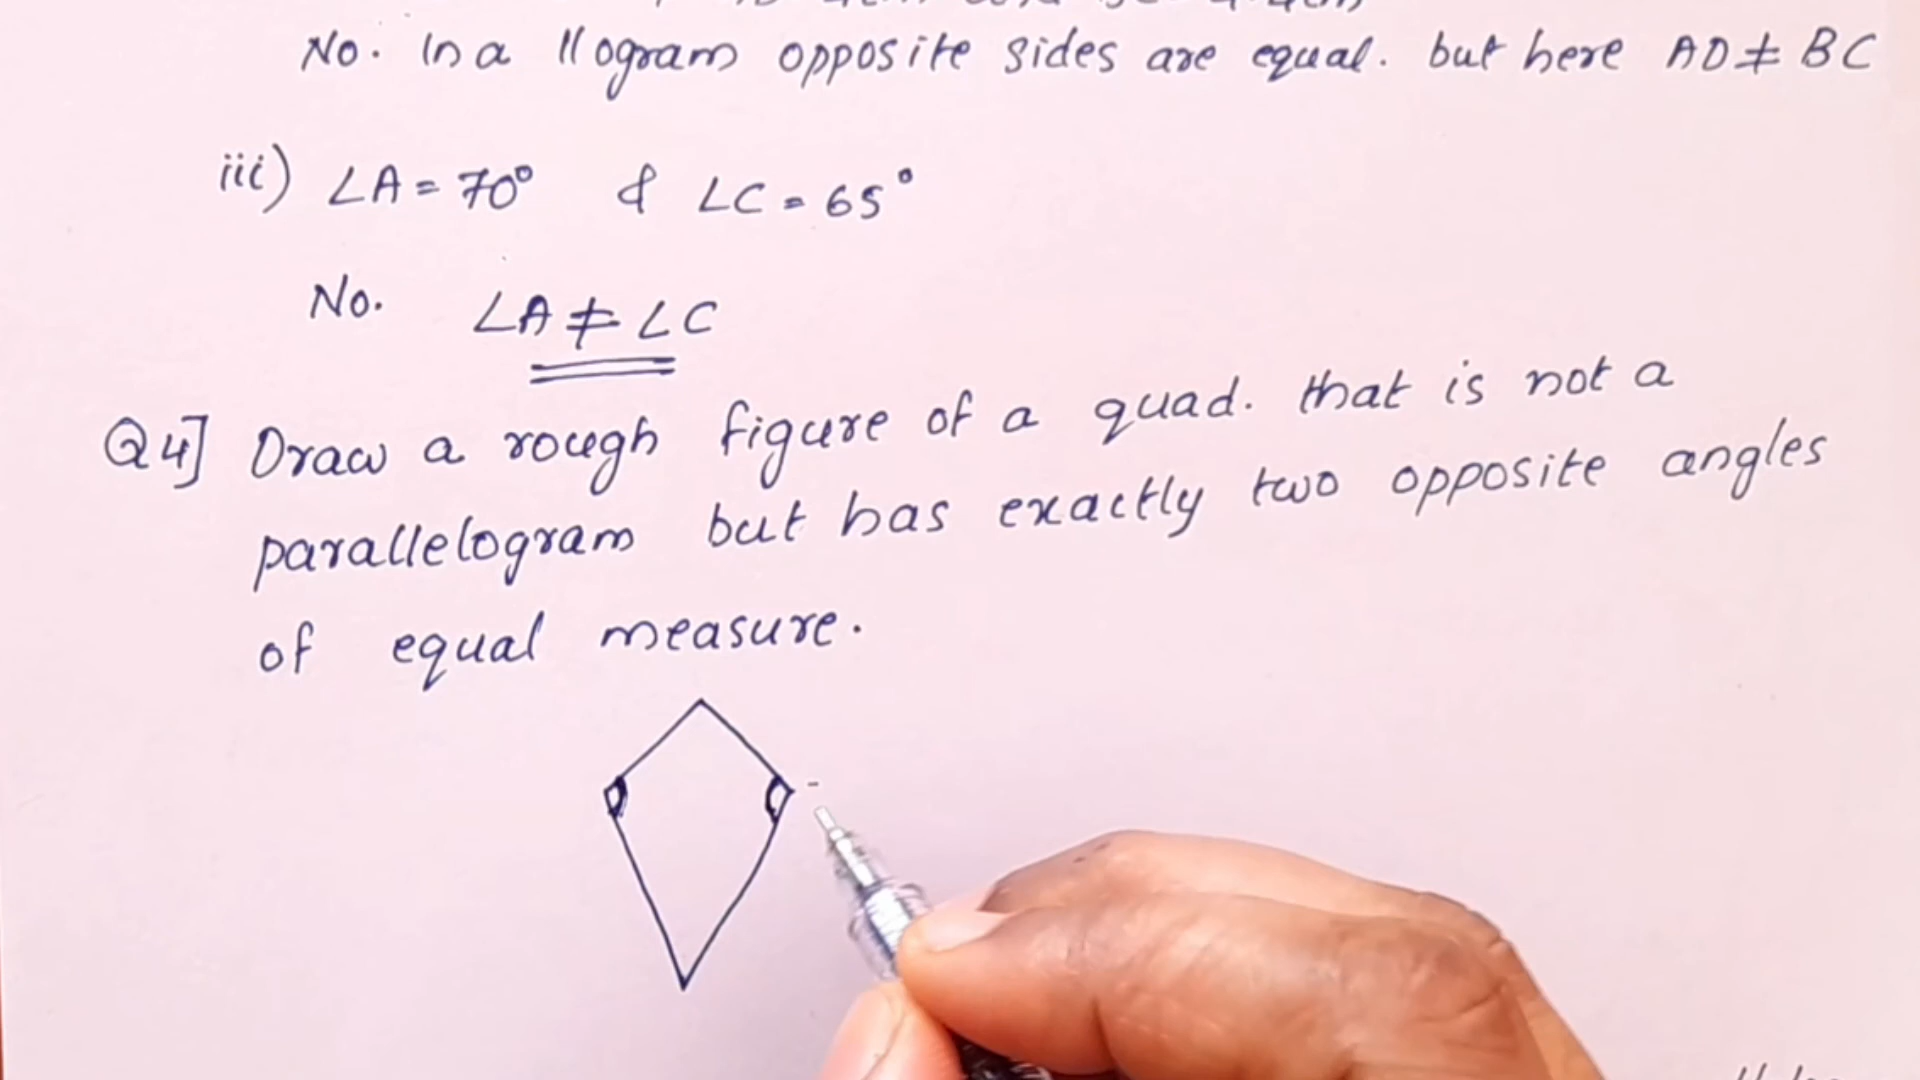 No. In a llogram opposite sides are equal. but here AD ≠ BC
iii) ∠A = 70° & ∠C = 65°
No. ∠A ≠ ∠C
Q4] Draw a rough figure of a quad. that is not a
parallelogram but has exactly two opposite angles
of equal measure.